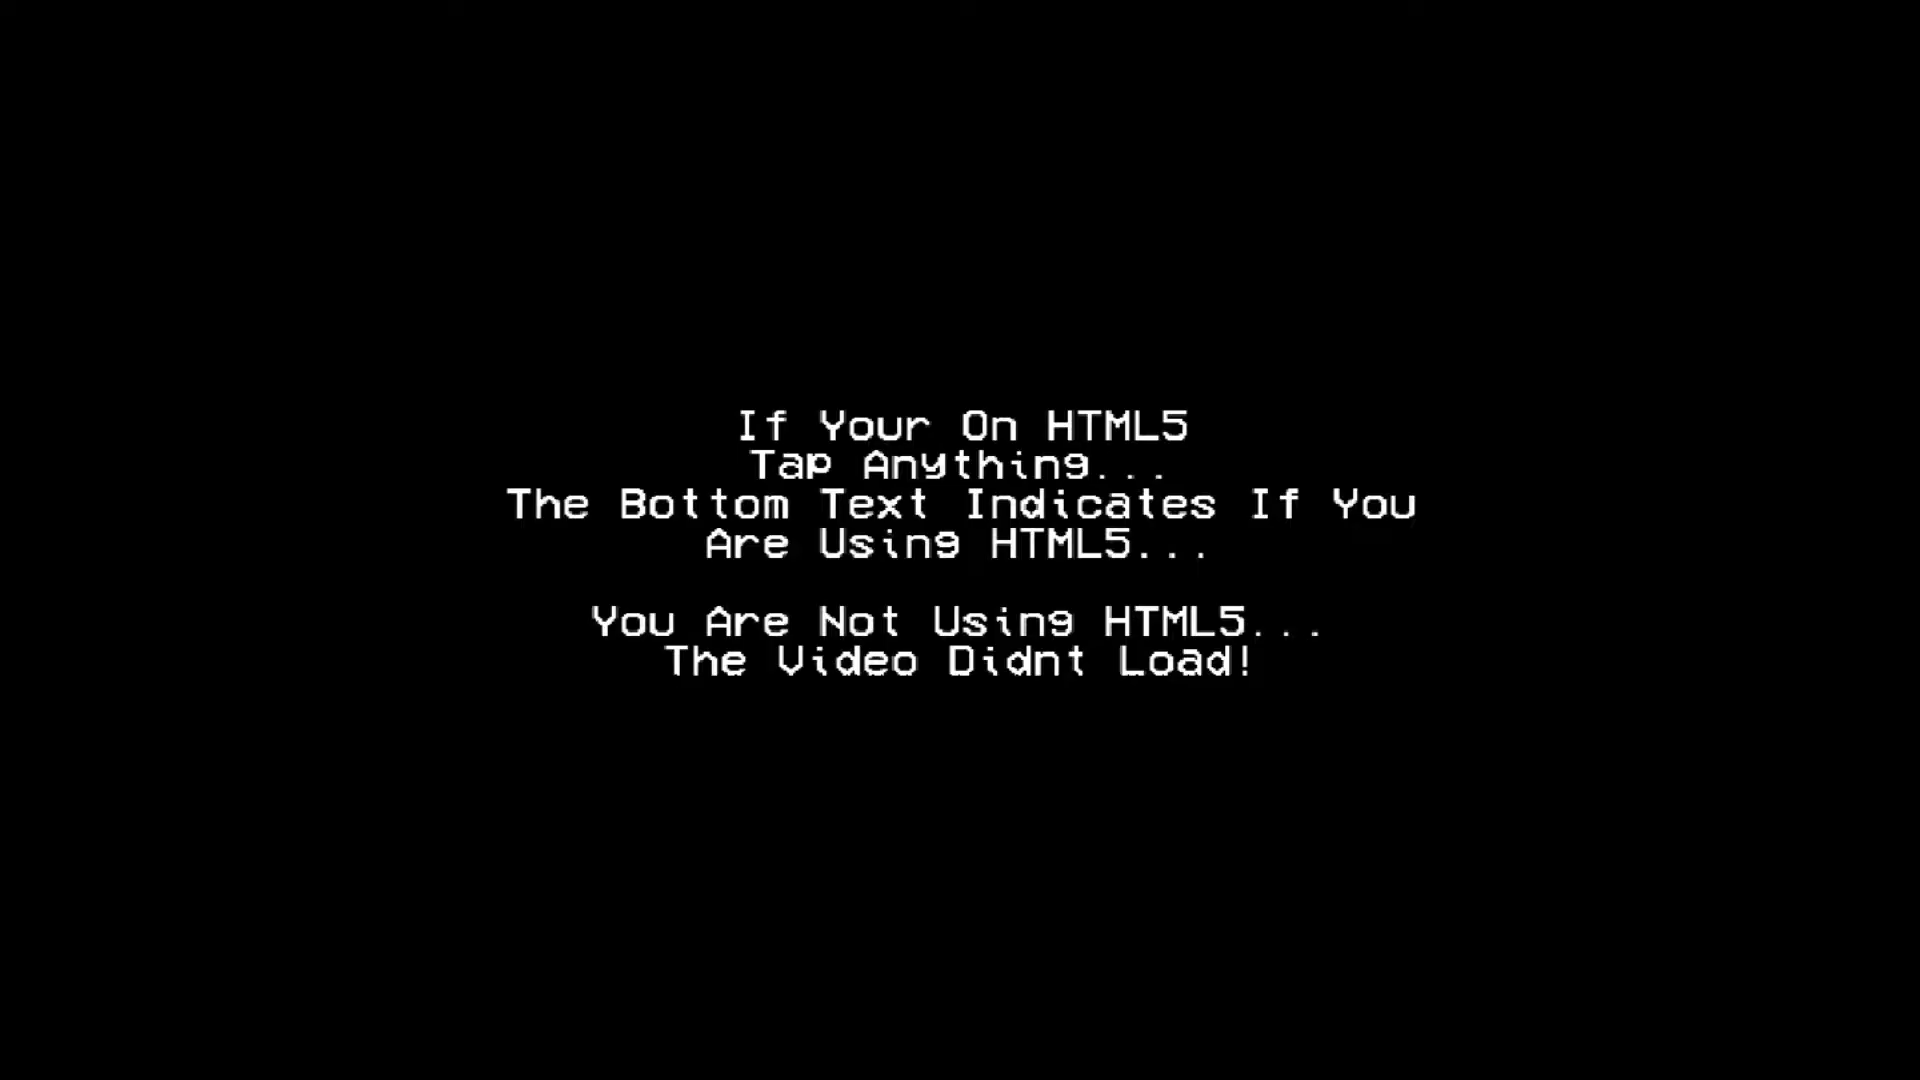 If Your On HTML5
Tap Anything...
The Bottom Text Indicates If You
Are Using HTML5...
You Are Not Using HTML5...
The Video Didnt Load!